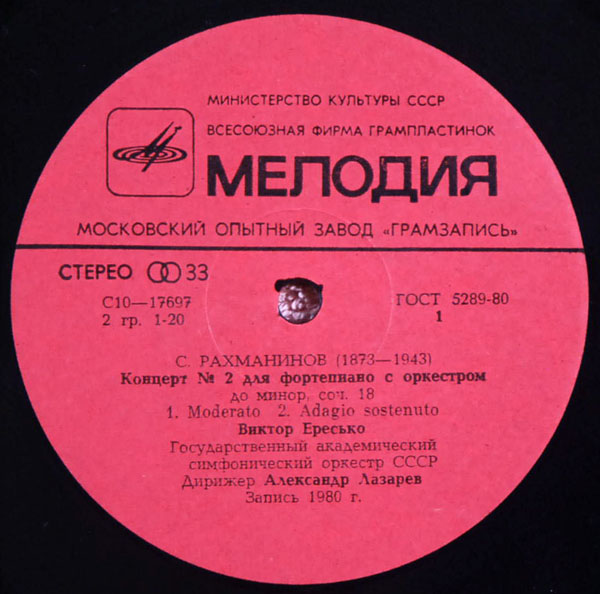 МИНИСТЕРСТВО КУЛЬТУРЫ СССР
ВСЕСОЮЗНАЯ ФИРМА ГРАМПЛАСТИНОК
МЕЛОДИЯ
МОСКОВСКИЙ ОПЫТНЫЙ ЗАВОД «ГРАМЗАПИСЬ»
СТЕРЕО 33
С10—17697 ГОСТ 5289-80
2 гр. 1-20 1
С. РАХМАНИНОВ (1873—1943)
Концерт № 2 для фортепиано с оркестром
до минор, соч. 18
1. Moderato 2. Adagio sostenuto
Виктор Ересько
Государственный академический
симфонический оркестр СССР
Дирижер Александр Лазарев
Запись 1980 г.